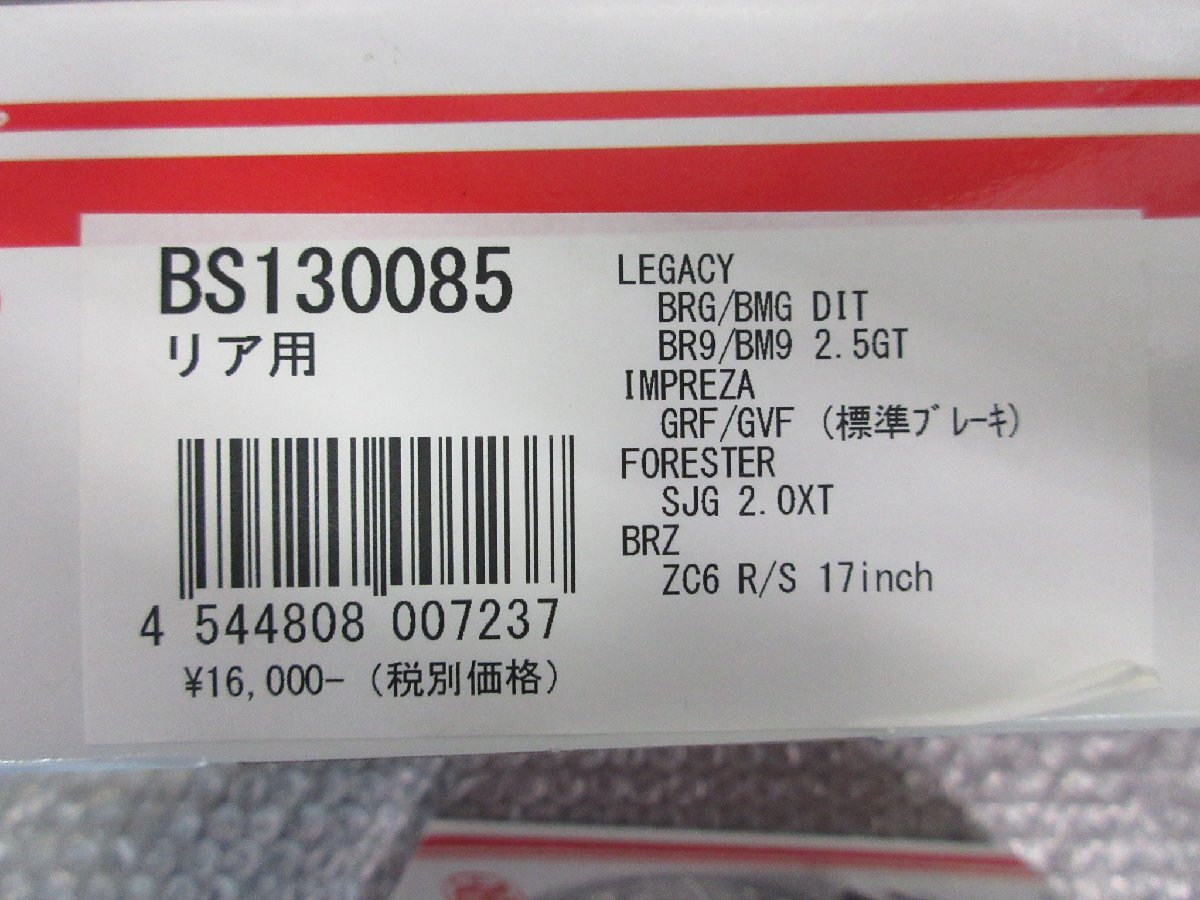 BS130085
リア用
4 544808 007237
¥16,000-（税別価格）
LEGACY
BRG/BMG DIT
BR9/BM9 2.5GT
IMPREZA
GRF/GVF（標準ﾌﾞﾚｰｷ）
FORESTER
SJG 2.0XT
BRZ
ZC6 R/S 17inch